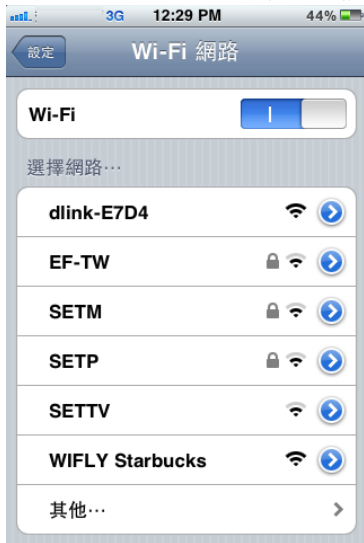 3G 12:29 PM 44%
設定 Wi-Fi 網路
Wi-Fi
選擇網路…
dlink-E7D4
EF-TW
SETM
SETP
SETTV
WIFLY Starbucks
其他…